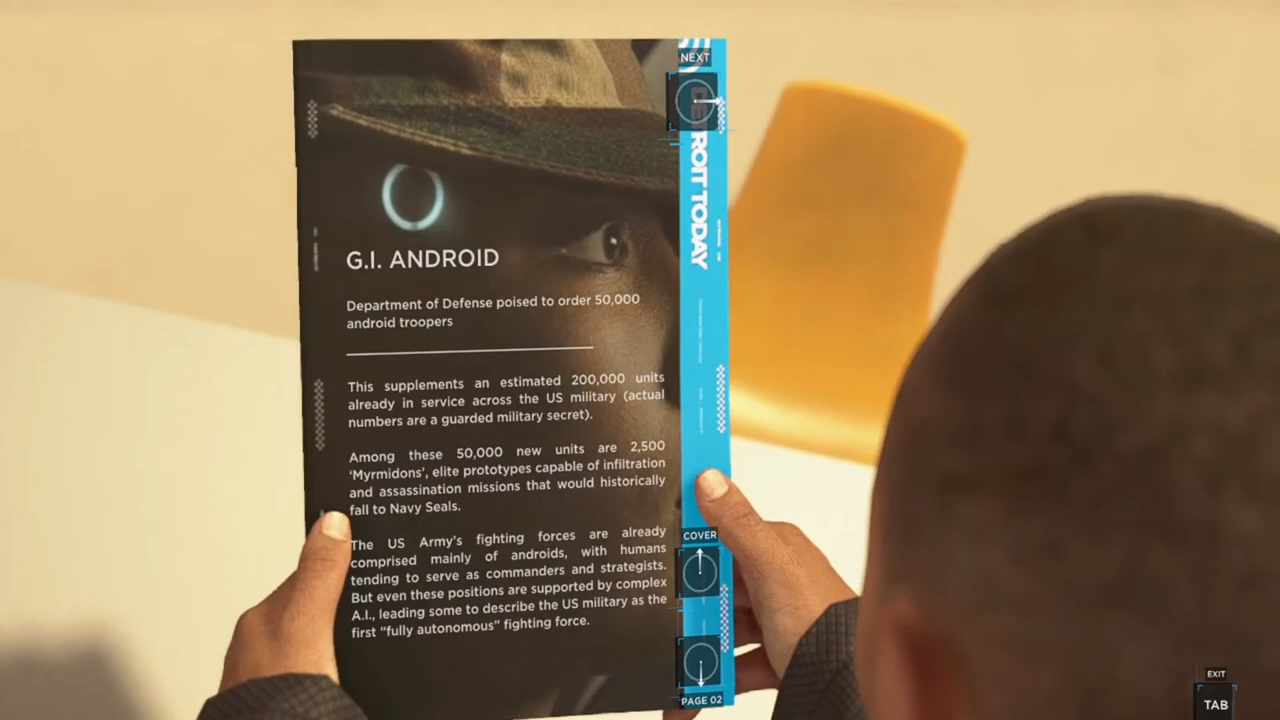 NEXT
DETROIT TODAY
G.I. ANDROID
Department of Defense poised to order 50,000
android troopers
This supplements an estimated 200,000 units
already in service across the US military (actual
numbers are a guarded military secret).
Among these 50,000 new units are 2,500
‘Myrmidons’, elite prototypes capable of infiltration
and assassination missions that would historically
fall to Navy Seals.
The US Army’s fighting forces are already
comprised mainly of androids, with humans
tending to serve as commanders and strategists.
But even these positions are supported by complex
A.I., leading some to describe the US military as the
first “fully autonomous” fighting force.
COVER
PAGE 02
EXIT
TAB